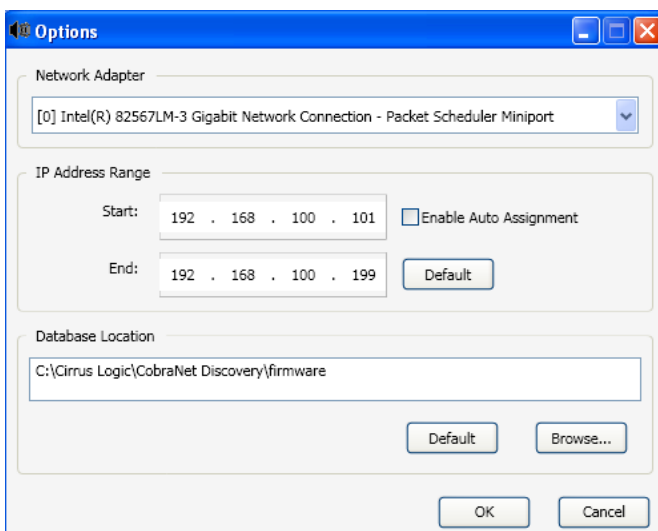 Options
Network Adapter
[0] Intel(R) 82567LM-3 Gigabit Network Connection - Packet Scheduler Miniport
IP Address Range
Start: 192 . 168 . 100 . 101 Enable Auto Assignment
End: 192 . 168 . 100 . 199 Default
Database Location
C:\Cirrus Logic\CobraNet Discovery\firmware
Default Browse...
OK Cancel